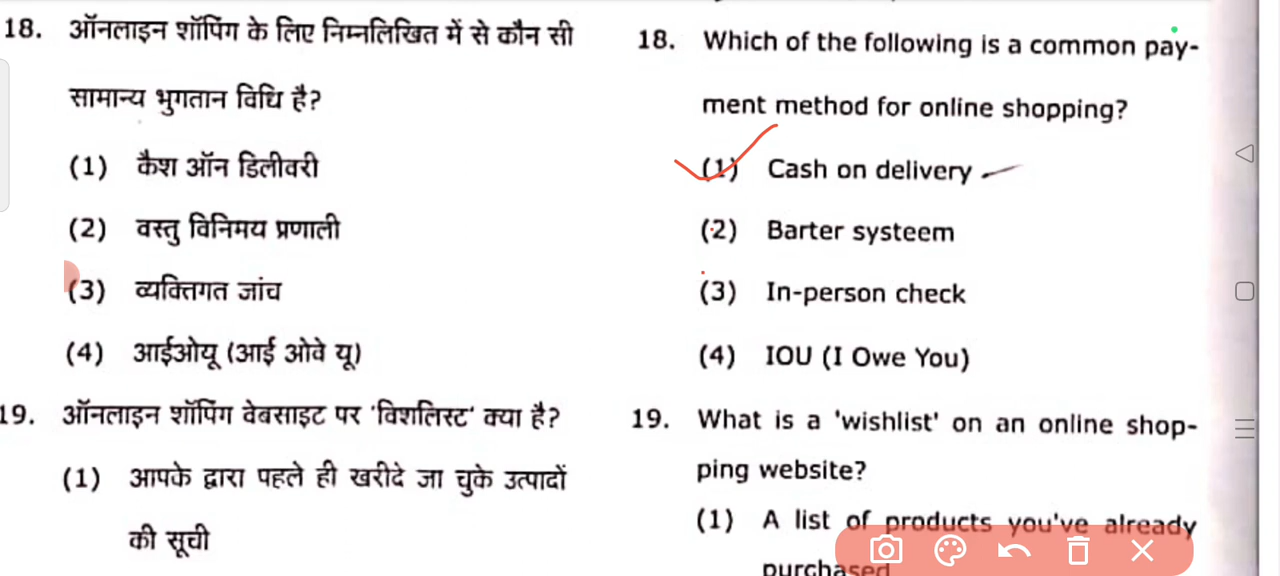 18. ऑनलाइन शॉपिंग के लिए निम्नलिखित में से कौन सी
सामान्य भुगतान विधि है?
(1) कैश ऑन डिलीवरी
(2) वस्तु विनिमय प्रणाली
(3) व्यक्तिगत जांच
(4) आईओयू (आई ओवे यू)
19. ऑनलाइन शॉपिंग वेबसाइट पर 'विशलिस्ट' क्या है?
(1) आपके द्वारा पहले ही खरीदे जा चुके उत्पादों
की सूची
18. Which of the following is a common pay-
ment method for online shopping?
(1) Cash on delivery
(2) Barter systeem
(3) In-person check
(4) IOU (I Owe You)
19. What is a 'wishlist' on an online shop-
ping website?
(1) A list of products you've already
purchased